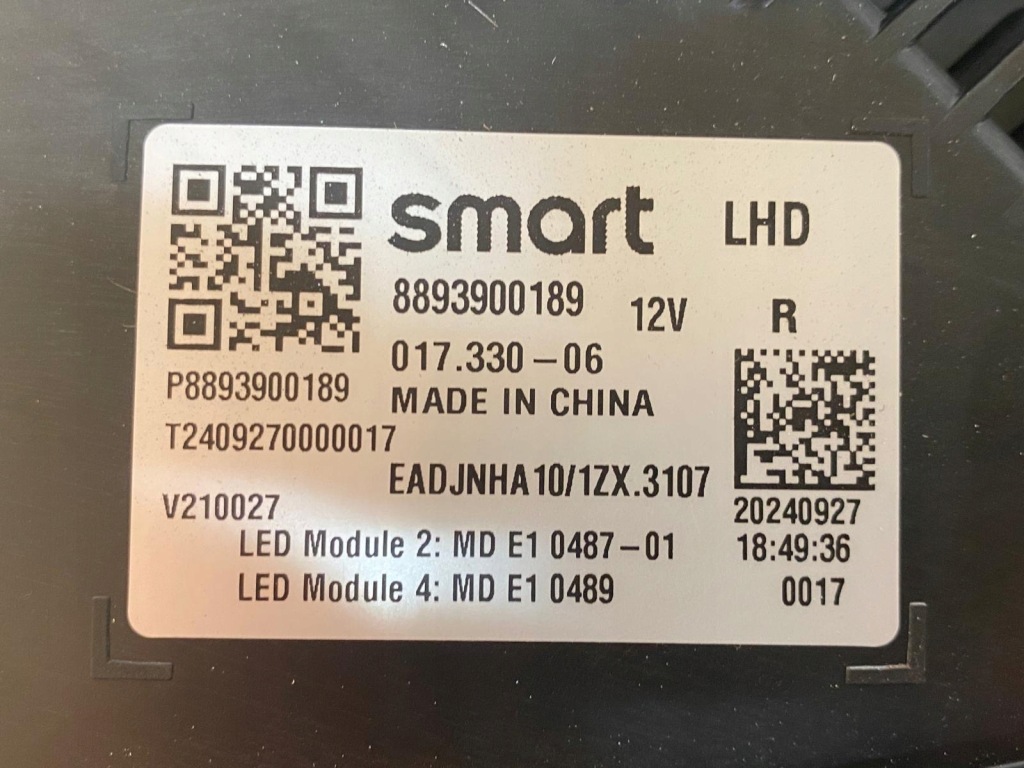 smart LHD
8893900189 12V R
017.330-06
P8893900189
MADE IN CHINA
T2409270000017
EADJNHA10/1ZX.3107
V210027
20240927
LED Module 2: MD E1 0487-01
18:49:36
LED Module 4: MD E1 0489
0017